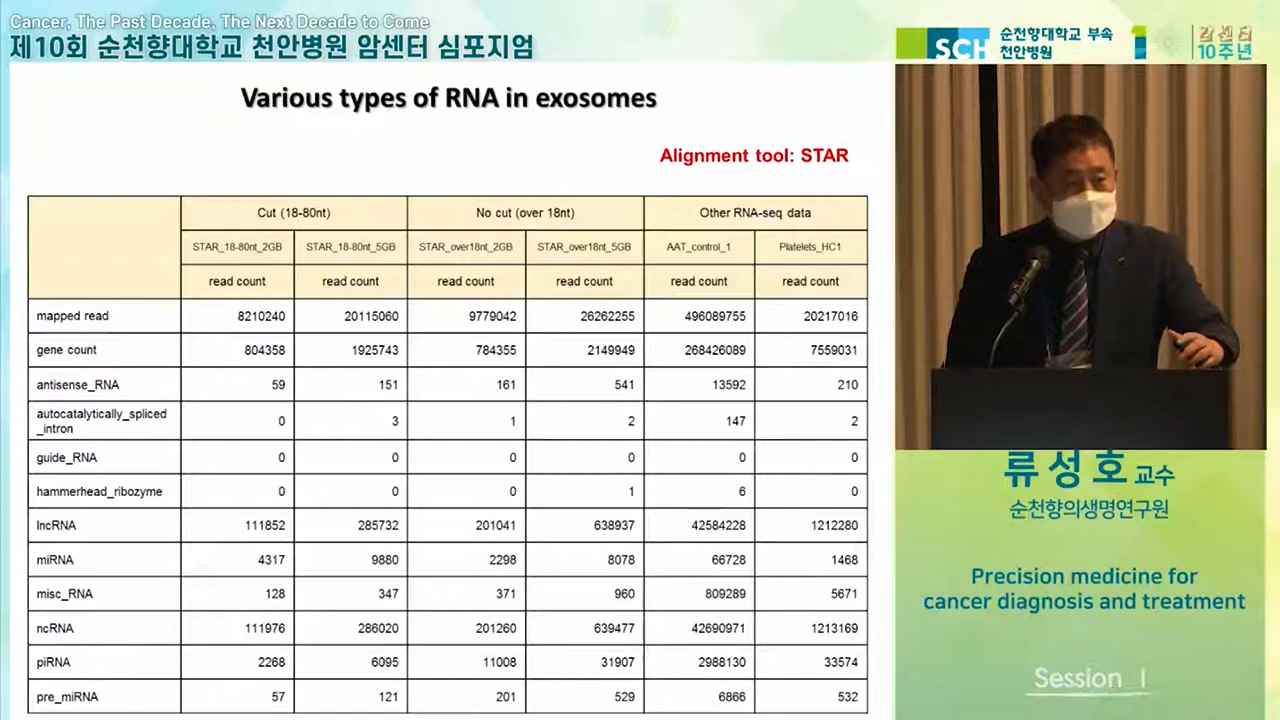 Cancer, The Past Decade, The Next Decade to Come
제10회 순천향대학교 천안병원 암센터 심포지엄
SCH 순천향대학교 부속
천안병원
암센터
10주년
Various types of RNA in exosomes
Alignment tool: STAR
Cut (18-80nt) No cut (over 18nt) Other RNA-seq data
STAR_18-80nt_2GB STAR_18-80nt_5GB STAR_over18nt_2GB STAR_over18nt_5GB AAT_control_1 Platelets_HC1
read count read count read count read count read count read count
mapped read 8210240 20115060 9779042 26262255 496089755 20217016
gene count 804358 1925743 784355 2149949 268426089 7559031
antisense_RNA 59 151 161 541 13592 210
autocatalytically_spliced
_intron 0 3 1 2 147 2
guide_RNA 0 0 0 0 0 0
hammerhead_ribozyme 0 0 0 1 6 0
lncRNA 111852 285732 201041 638937 42584228 1212280
miRNA 4317 9880 2298 8078 66728 1468
misc_RNA 128 347 371 960 809289 5671
ncRNA 111976 286020 201260 639477 42690971 1213169
piRNA 2268 6095 11008 31907 2988130 33574
pre_miRNA 57 121 201 529 6866 532
류성호 교수
순천향의생명연구원
Precision medicine for
cancer diagnosis and treatment
Session I